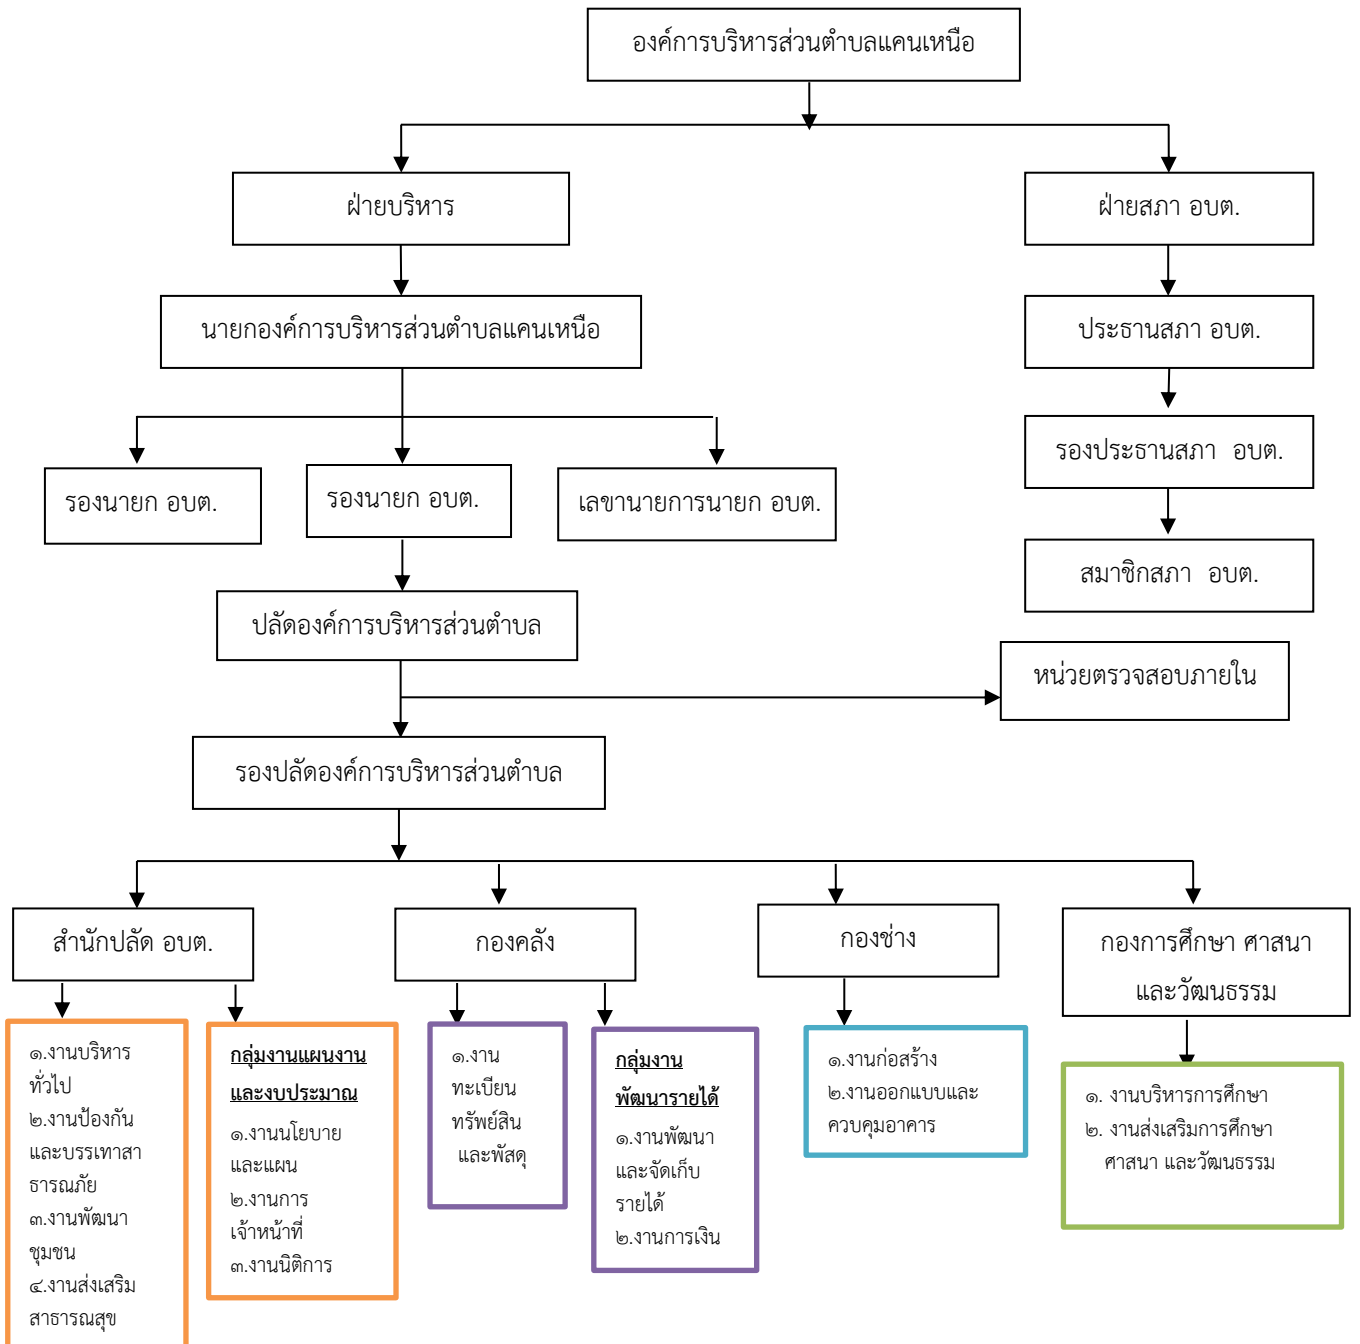 องค์การบริหารส่วนตำบลแคนเหนือ
ฝ่ายบริหาร
ฝ่ายสภา อบต.
นายกองค์การบริหารส่วนตำบลแคนเหนือ
ประธานสภา อบต.
รองประธานสภา อบต.
รองนายก อบต.
รองนายก อบต.
เลขานายการนายก อบต.
สมาชิกสภา อบต.
ปลัดองค์การบริหารส่วนตำบล
หน่วยตรวจสอบภายใน
รองปลัดองค์การบริหารส่วนตำบล
สำนักปลัด อบต.
กองคลัง
กองช่าง
กองการศึกษา ศาสนา
และวัฒนธรรม
๑.งานบริหาร
ทั่วไป
๒.งานป้องกัน
และบรรเทาสา
ธารณภัย
๓.งานพัฒนา
ชุมชน
๔.งานส่งเสริม
สาธารณสุข
กลุ่มงานแผนงาน
และงบประมาณ
๑.งานนโยบาย
และแผน
๒.งานการ
เจ้าหน้าที่
๓.งานนิติการ
๑.งาน
ทะเบียน
ทรัพย์สิน
และพัสดุ
กลุ่มงาน
พัฒนารายได้
๑.งานพัฒนา
และจัดเก็บ
รายได้
๒.งานการเงิน
๑.งานก่อสร้าง
๒.งานออกแบบและ
ควบคุมอาคาร
๑. งานบริหารการศึกษา
๒. งานส่งเสริมการศึกษา
ศาสนา และวัฒนธรรม